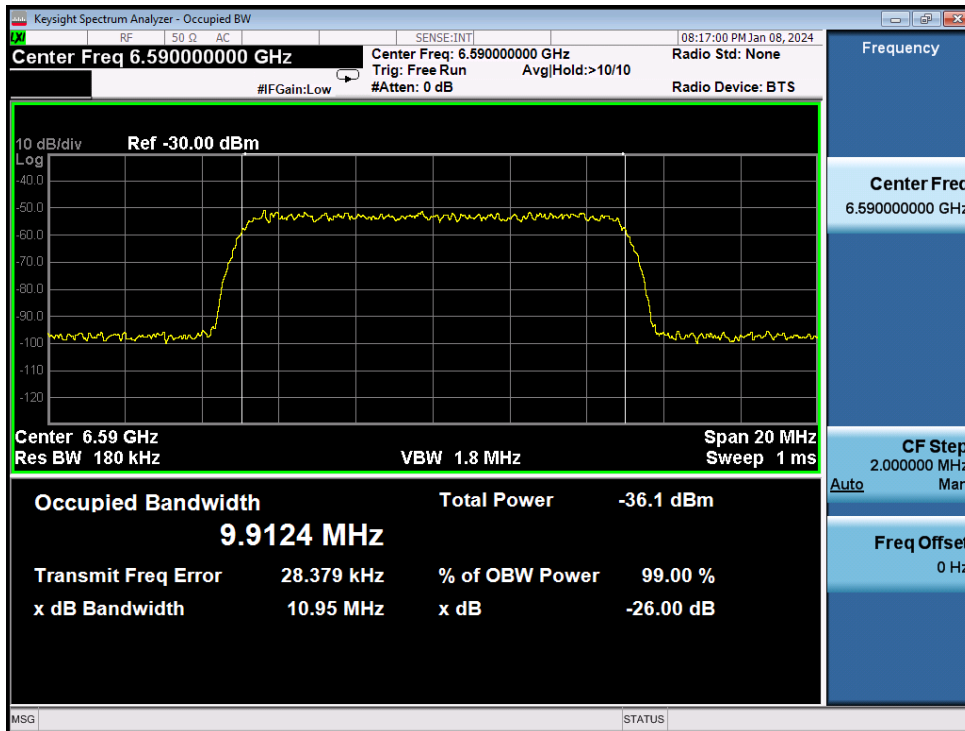 Keysight Spectrum Analyzer - Occupied BW
LXI RF 50 Ω AC SENSE:INT 08:17:00 PM Jan 08, 2024
Center Freq 6.590000000 GHz
Center Freq: 6.590000000 GHz Radio Std: None
Trig: Free Run Avg|Hold:>10/10
#IFGain:Low #Atten: 0 dB Radio Device: BTS
Frequency
10 dB/div Ref -30.00 dBm
Log
-40.0
-50.0
-60.0
-70.0
-80.0
-90.0
-100
-110
-120
Center 6.59 GHz Span 20 MHz
Res BW 180 kHz VBW 1.8 MHz Sweep 1 ms
Occupied Bandwidth Total Power -36.1 dBm
9.9124 MHz
Transmit Freq Error 28.379 kHz % of OBW Power 99.00 %
x dB Bandwidth 10.95 MHz x dB -26.00 dB
Center Freq
6.590000000 GHz
CF Step
2.000000 MHz
Auto Man
Freq Offset
0 Hz
MSG STATUS